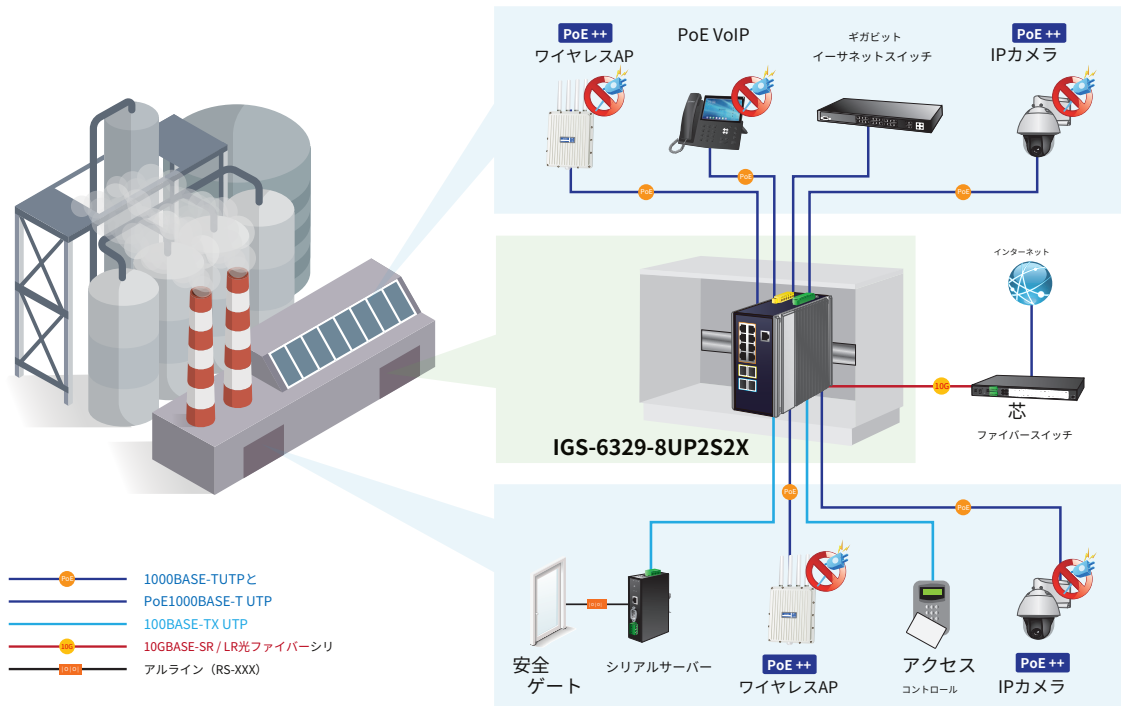 PoE ++
ワイヤレスAP
PoE VoIP
ギガビット
イーサネットスイッチ
PoE ++
IPカメラ
PoE
PoE
PoE
インターネット
10G
芯
ファイバースイッチ
IGS-6329-8UP2S2X
PoE
PoE
安全
ゲート
シリアルサーバー
PoE ++
ワイヤレスAP
アクセス
コントロール
PoE ++
IPカメラ
PoE
1000BASE-TUTPと
PoE1000BASE-T UTP
100BASE-TX UTP
10G
10GBASE-SR / LR光ファイバーシリ
アルライン（RS-XXX）